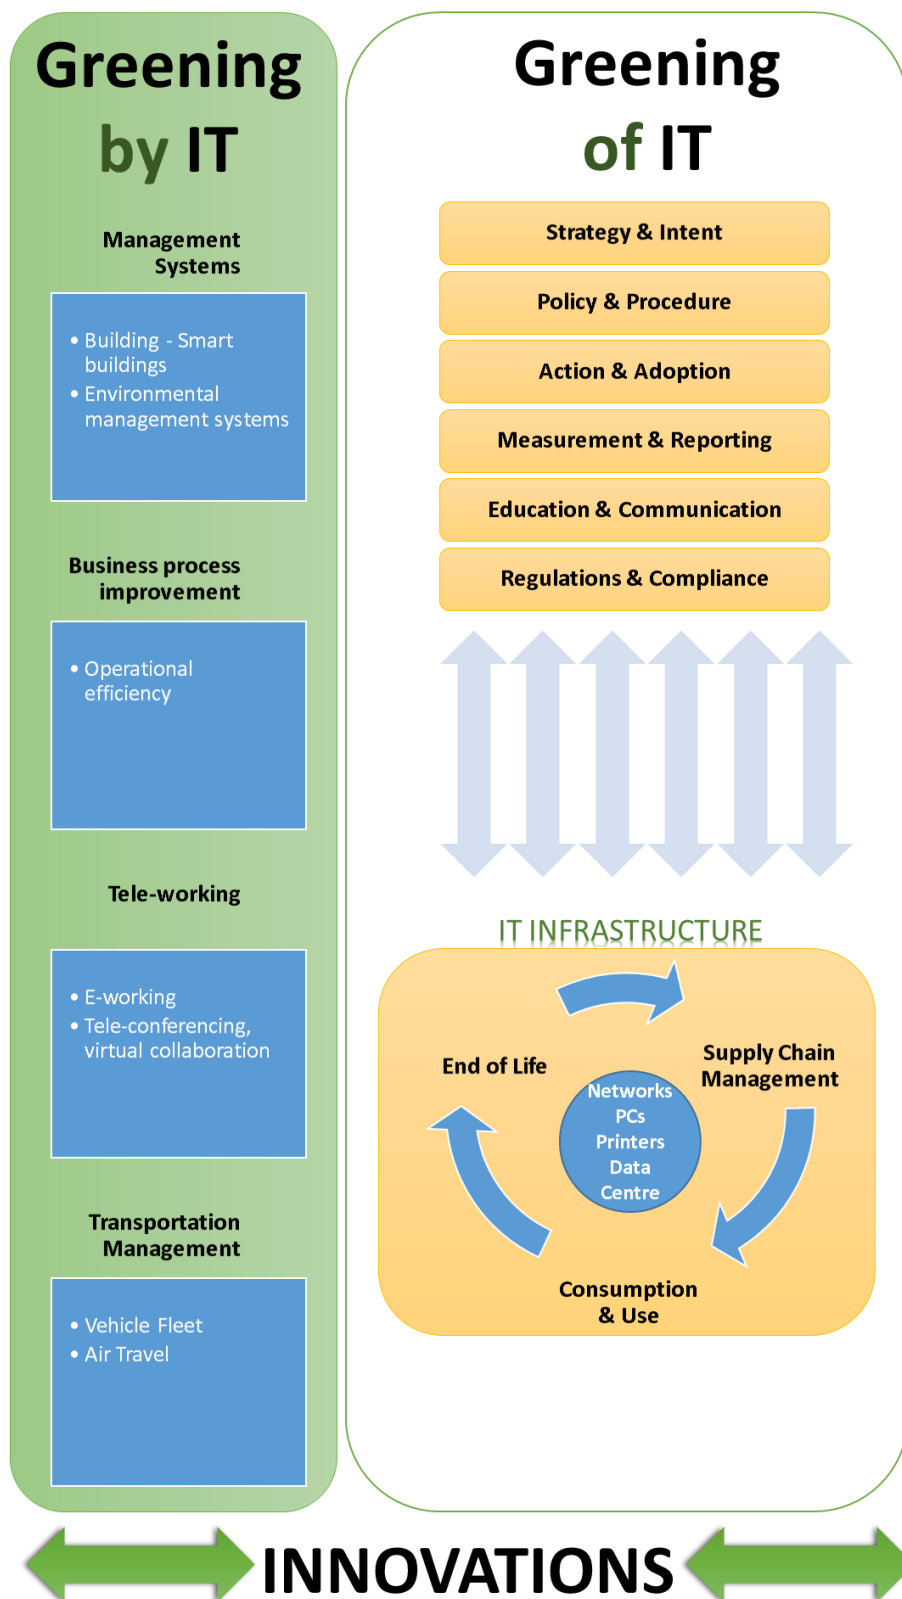 Greening
by IT
Management
Systems
• Building - Smart
buildings
• Environmental
management systems
Business process
improvement
• Operational
efficiency
Tele-working
• E-working
• Tele-conferencing,
virtual collaboration
Transportation
Management
• Vehicle Fleet
• Air Travel
Greening
of IT
Strategy & Intent
Policy & Procedure
Action & Adoption
Measurement & Reporting
Education & Communication
Regulations & Compliance
IT INFRASTRUCTURE
End of Life
Supply Chain
Management
Networks
PCs
Printers
Data
Centre
Consumption
& Use
INNOVATIONS